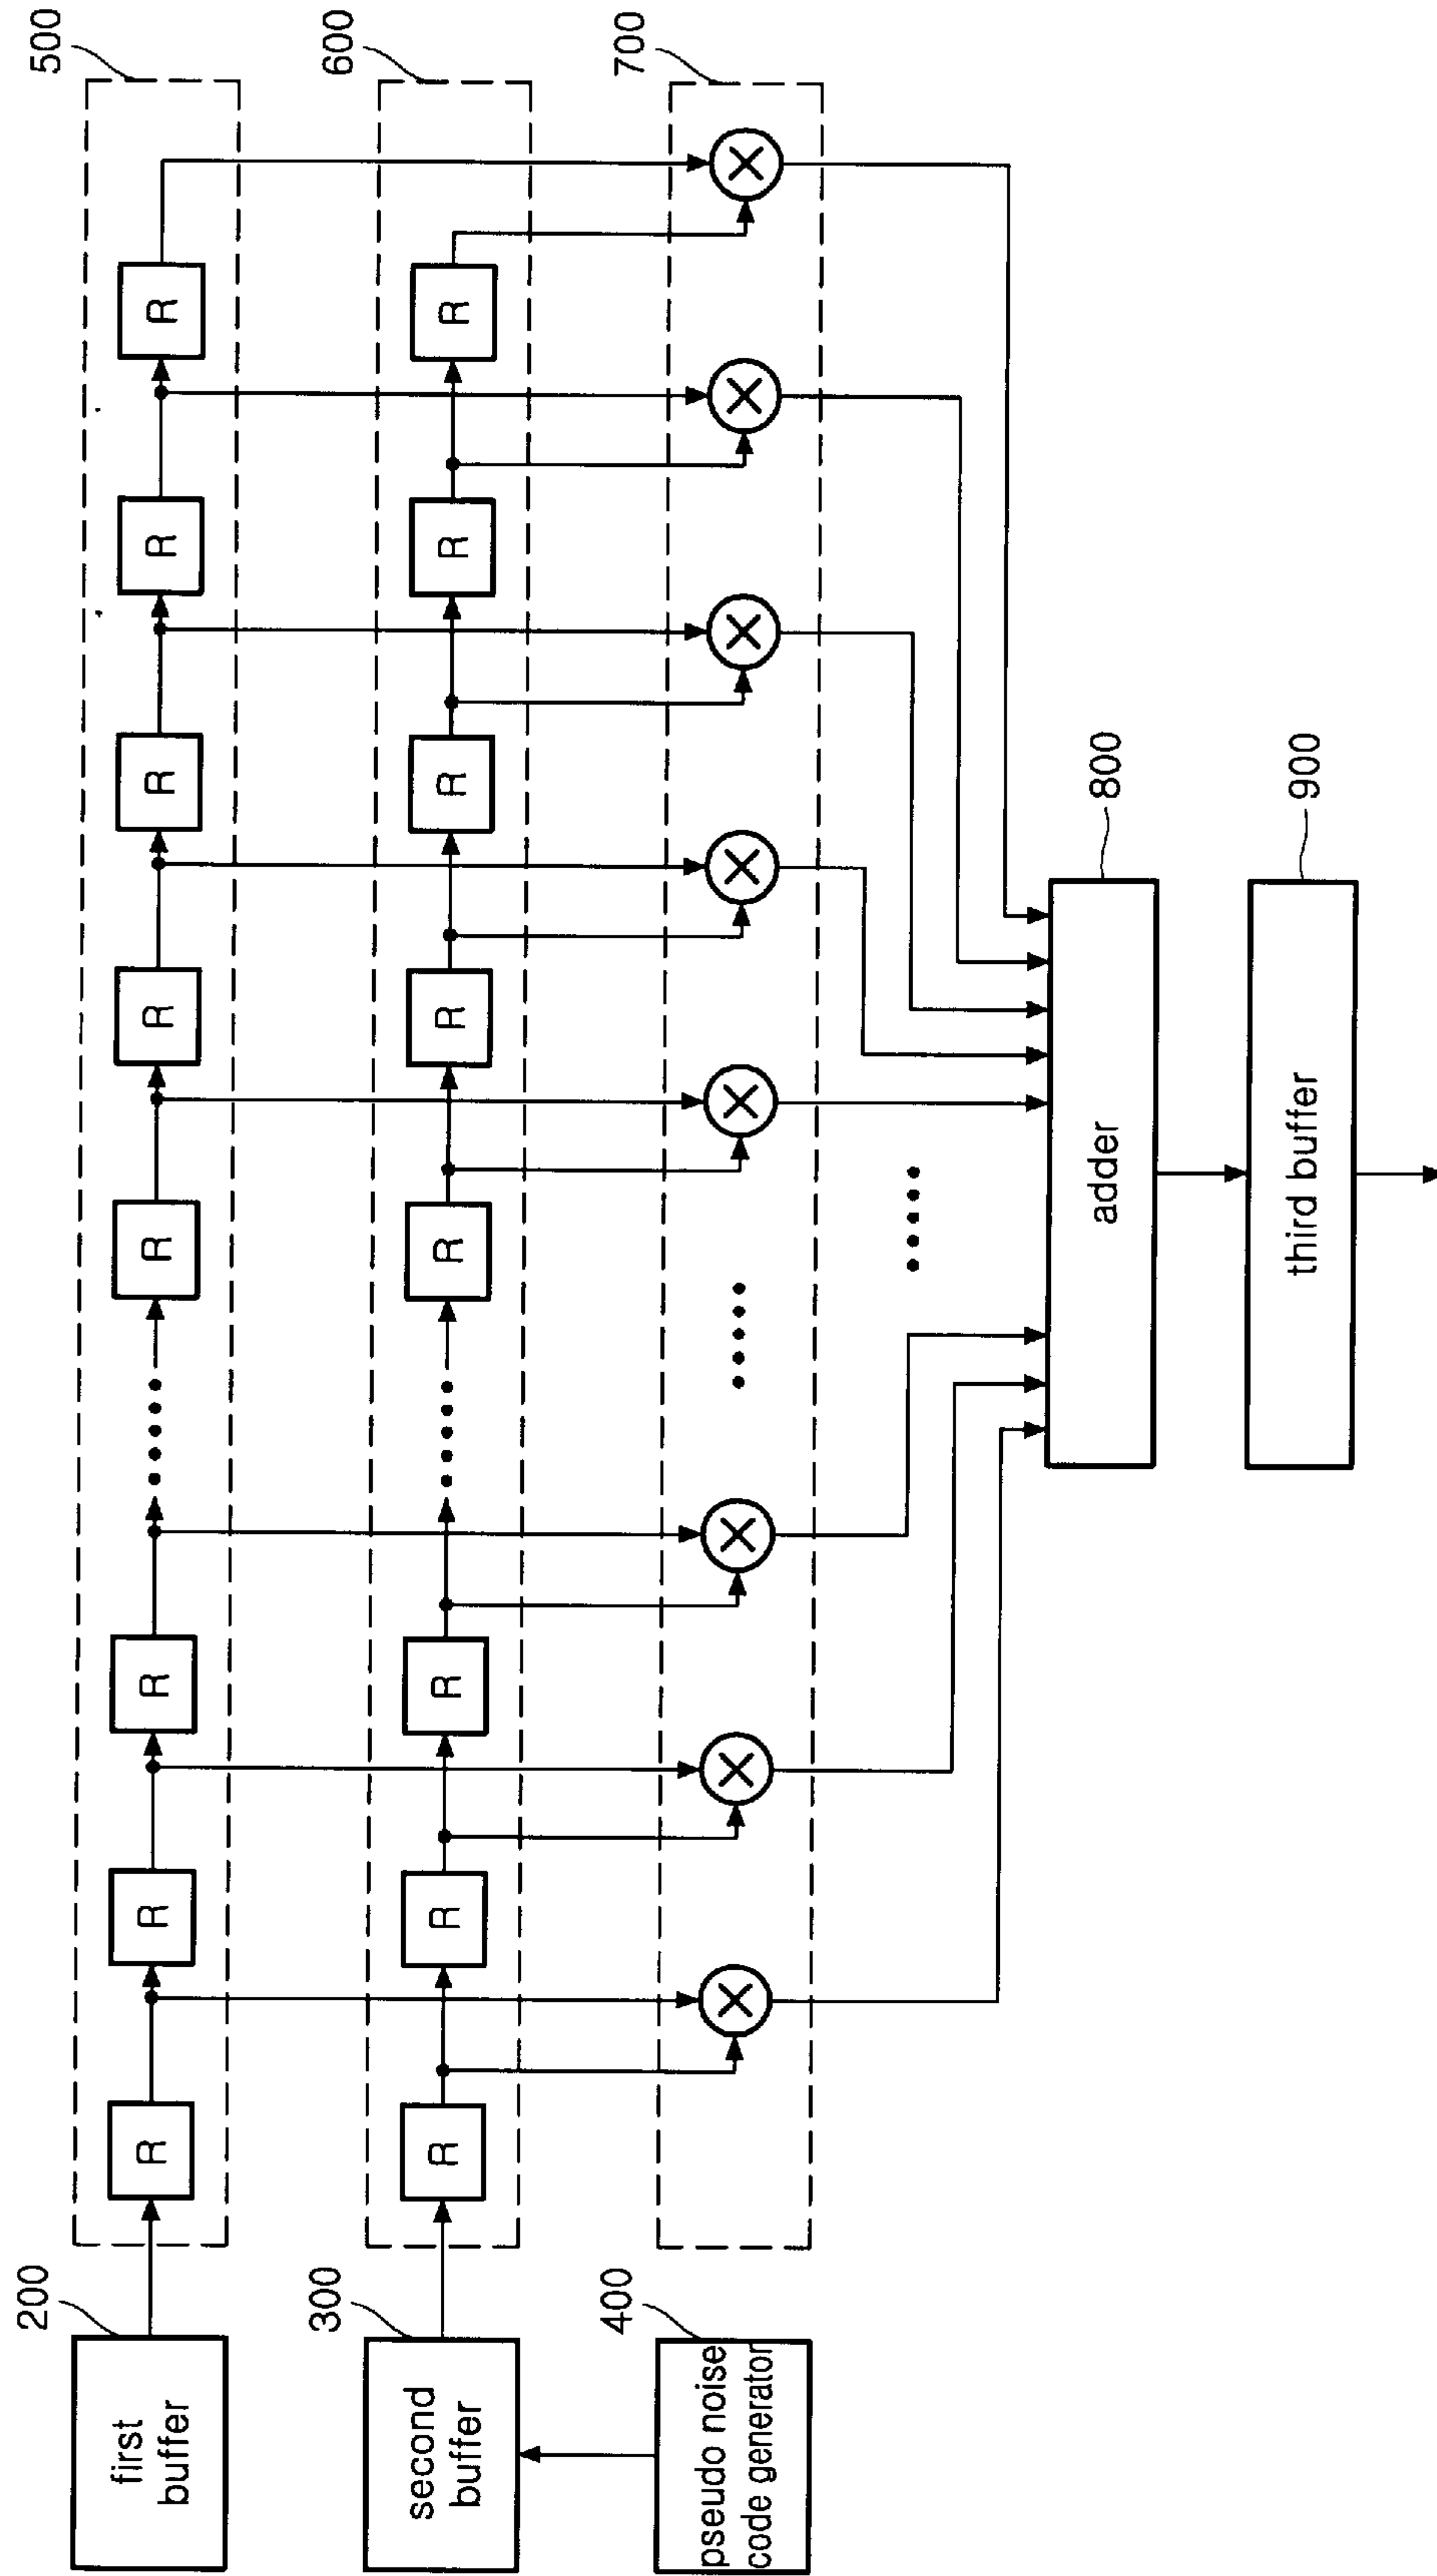 200
500
first
buffer
R R R R R R R R
300
600
second
buffer
R R R R R R R R
400
700
pseudo noise
code generator
adder
800
third buffer
900